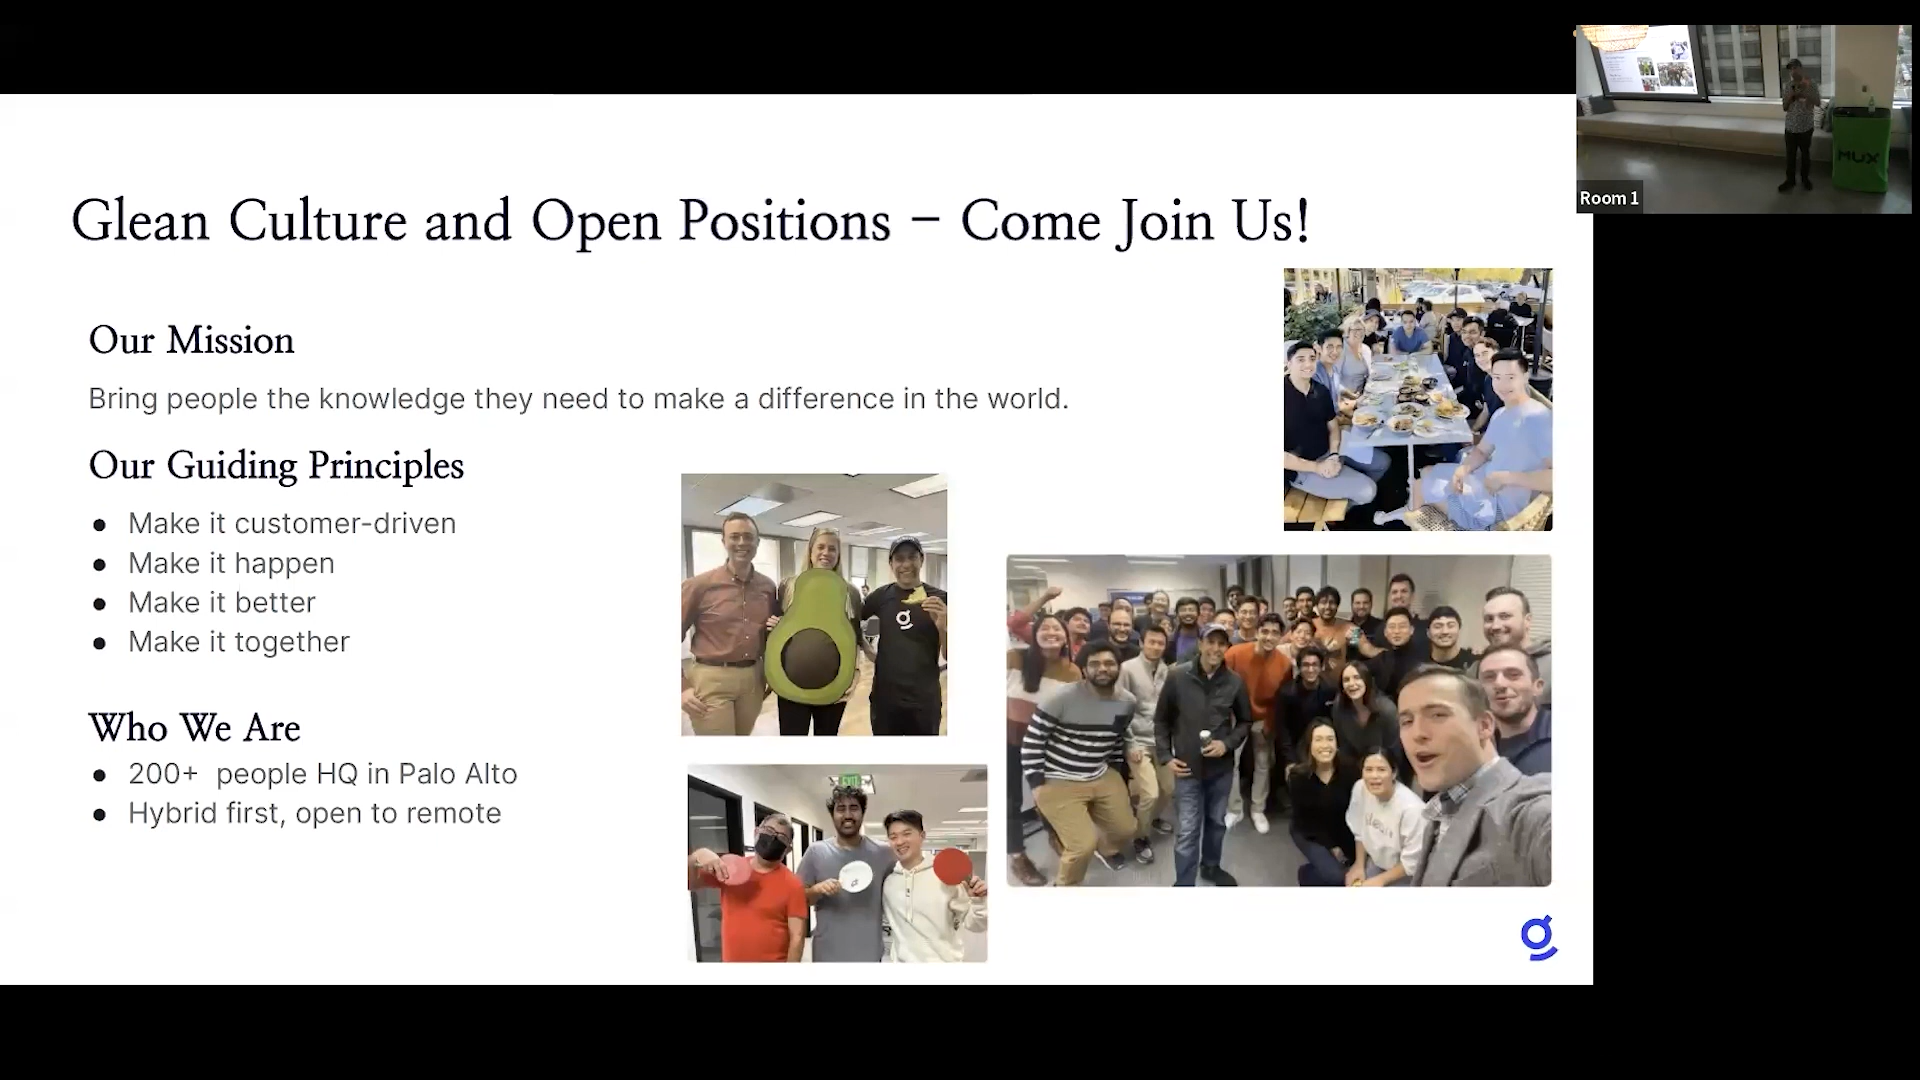 Glean Culture and Open Positions – Come Join Us!
Our Mission
Bring people the knowledge they need to make a difference in the world.
Our Guiding Principles
● Make it customer-driven
● Make it happen
● Make it better
● Make it together
Who We Are
● 200+ people HQ in Palo Alto
● Hybrid first, open to remote
EXIT
g
g
MUX
Room 1